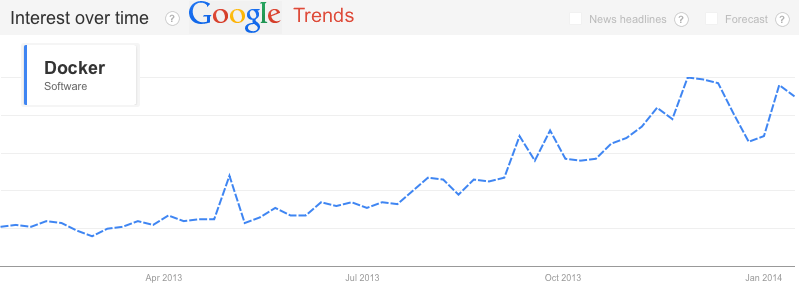 Interest over time ? Google Trends News headlines ? Forecast ?
Docker
Software
Apr 2013 Jul 2013 Oct 2013 Jan 2014